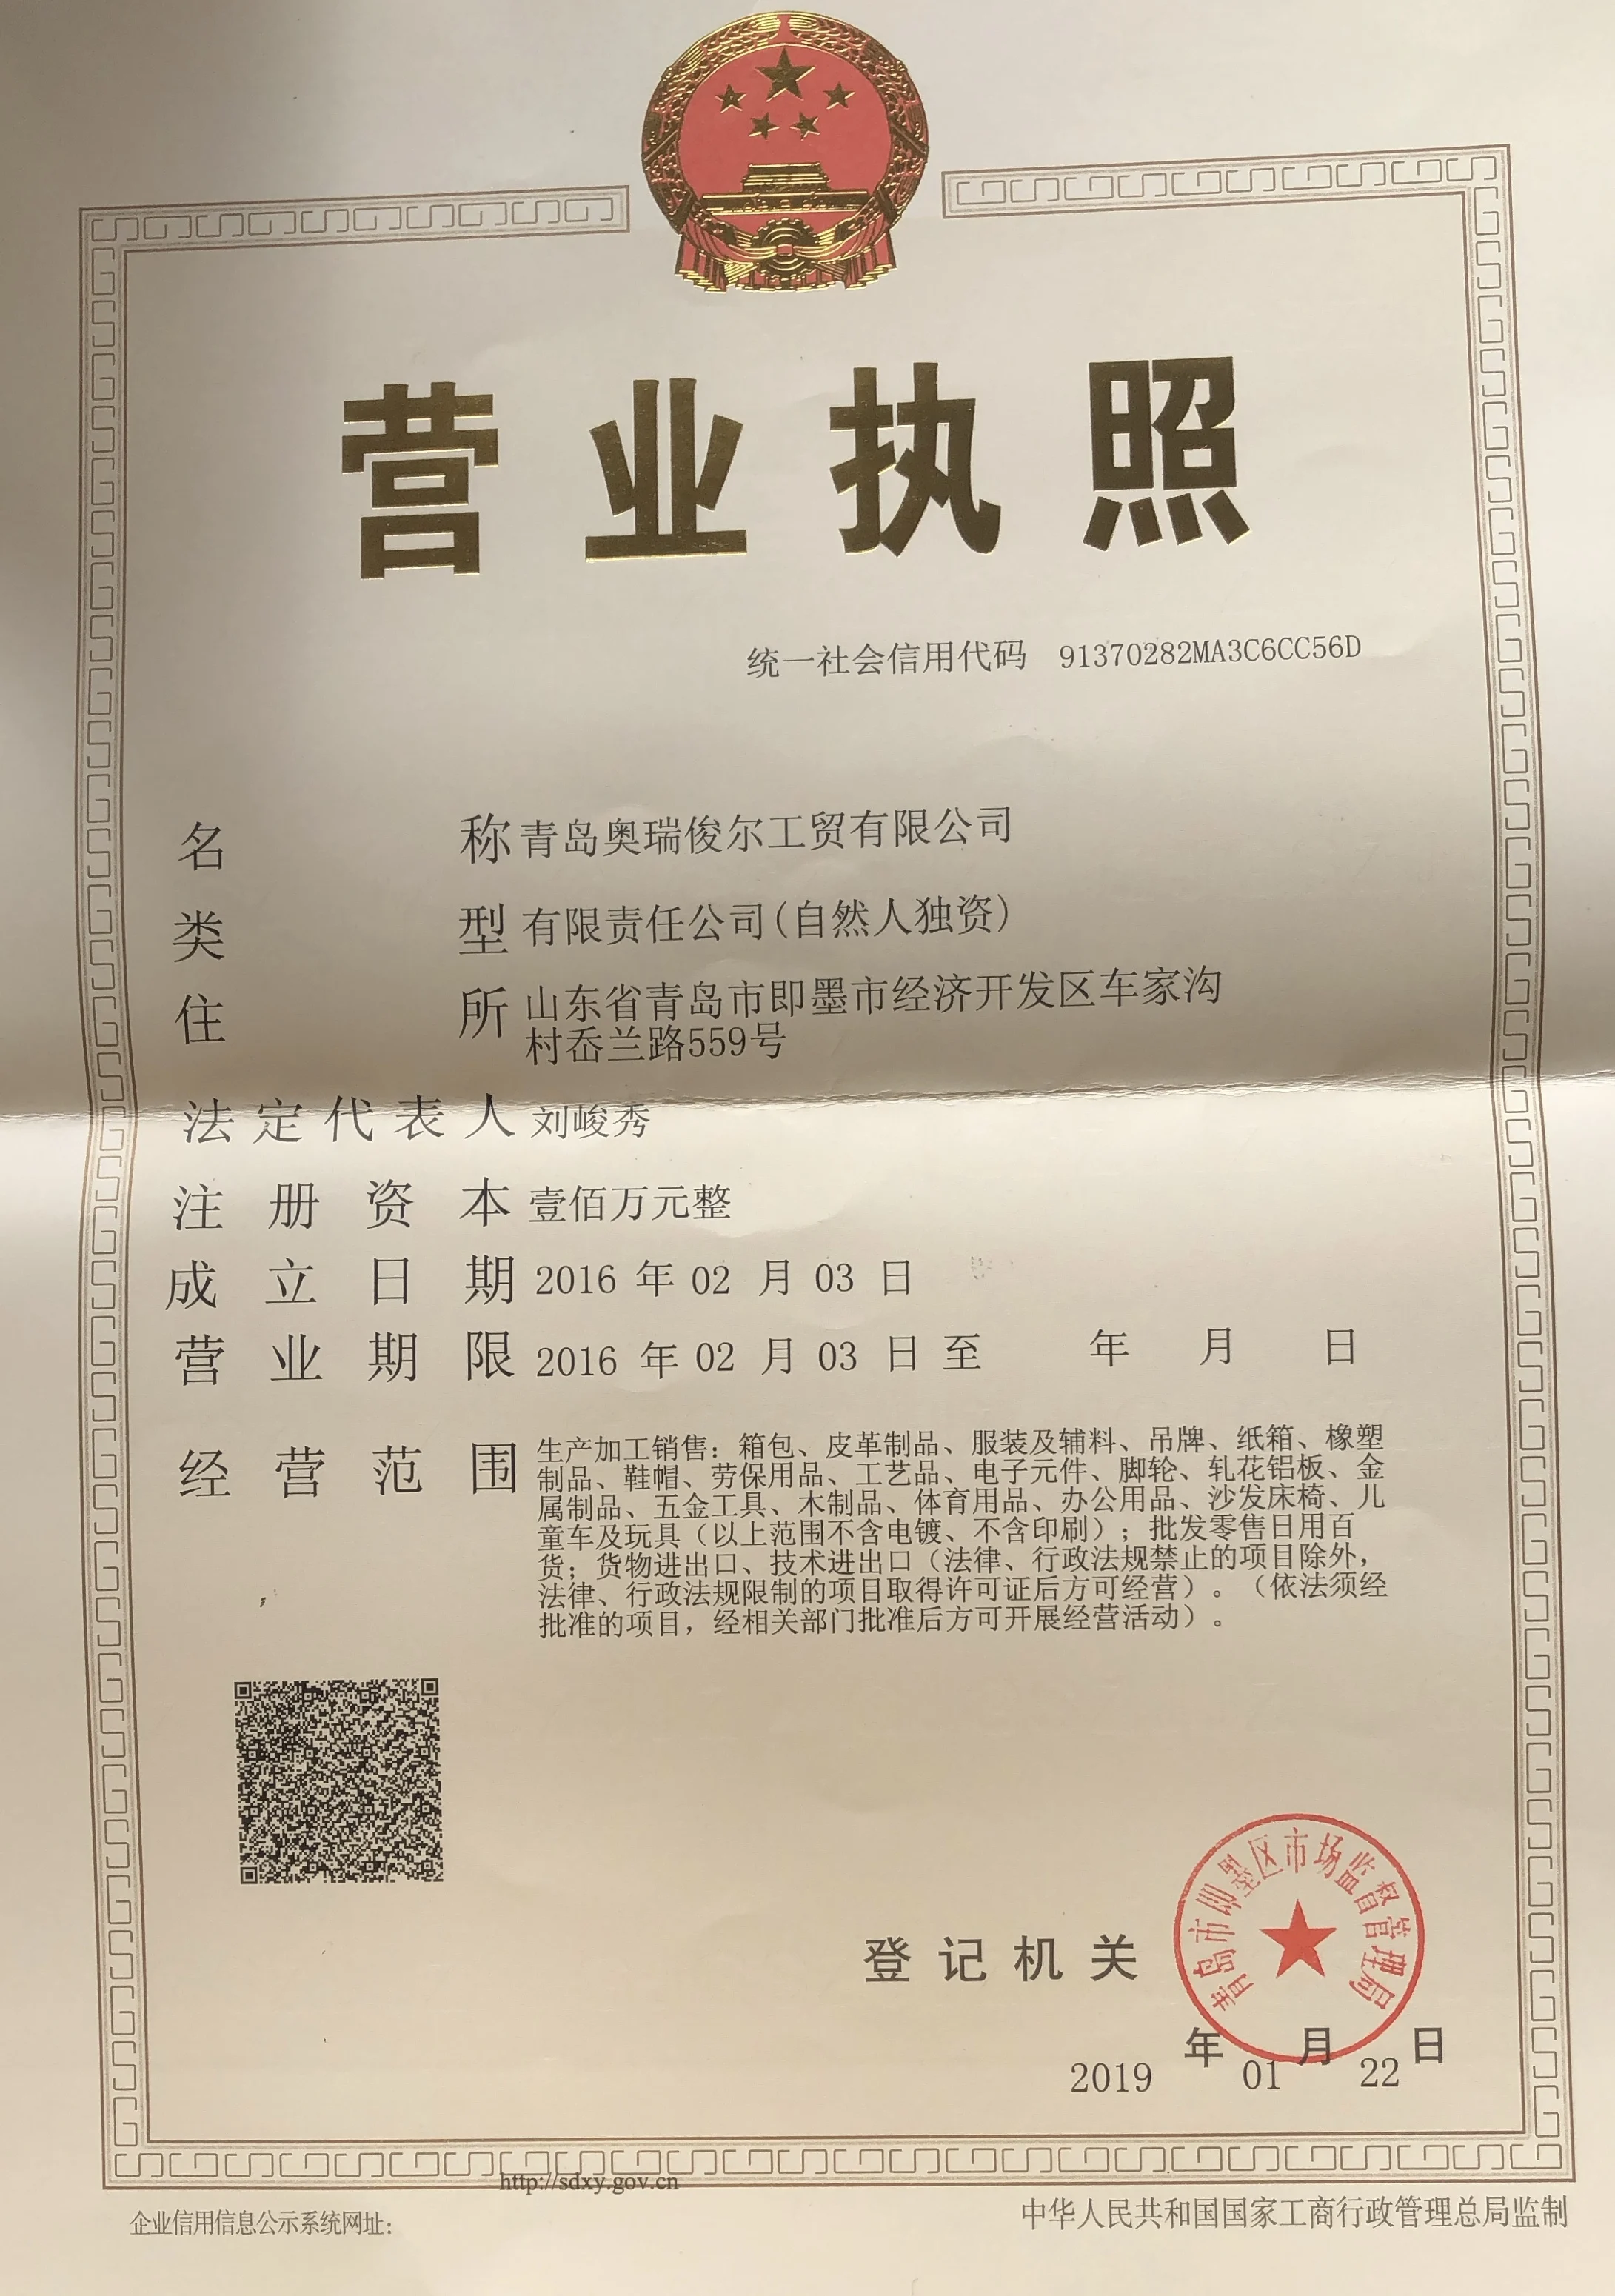 营业执照
统一社会信用代码 91370282MA3C6CC56D
名称 青岛奥瑞俊尔工贸有限公司
类型 有限责任公司(自然人独资)
住所 山东省青岛市即墨市经济开发区车家沟
村岙兰路559号
法定代表人 刘峻秀
注册资本 壹佰万元整
成立日期 2016 年 02 月 03 日
营业期限 2016 年 02 月 03 日 至 年 月 日
经营范围 生产加工销售：箱包、皮革制品、服装及辅料、吊牌、纸箱、橡塑
制品、鞋帽、劳保用品、工艺品、电子元件、脚轮、轧花铝板、金
属制品、五金工具、木制品、体育用品、办公用品、沙发床椅、儿
童车及玩具（以上范围不含电镀、不含印刷）；批发零售日用百
货；货物进出口、技术进出口（法律、行政法规禁止的项目除外，
法律、行政法规限制的项目取得许可证后方可经营）。（依法须经
批准的项目，经相关部门批准后方可开展经营活动）。
青岛市即墨区市场监督管理局
登记机关
2019 年 01 月 22 日
http://sdxy.gov.cn
企业信用信息公示系统网址：
中华人民共和国国家工商行政管理总局监制